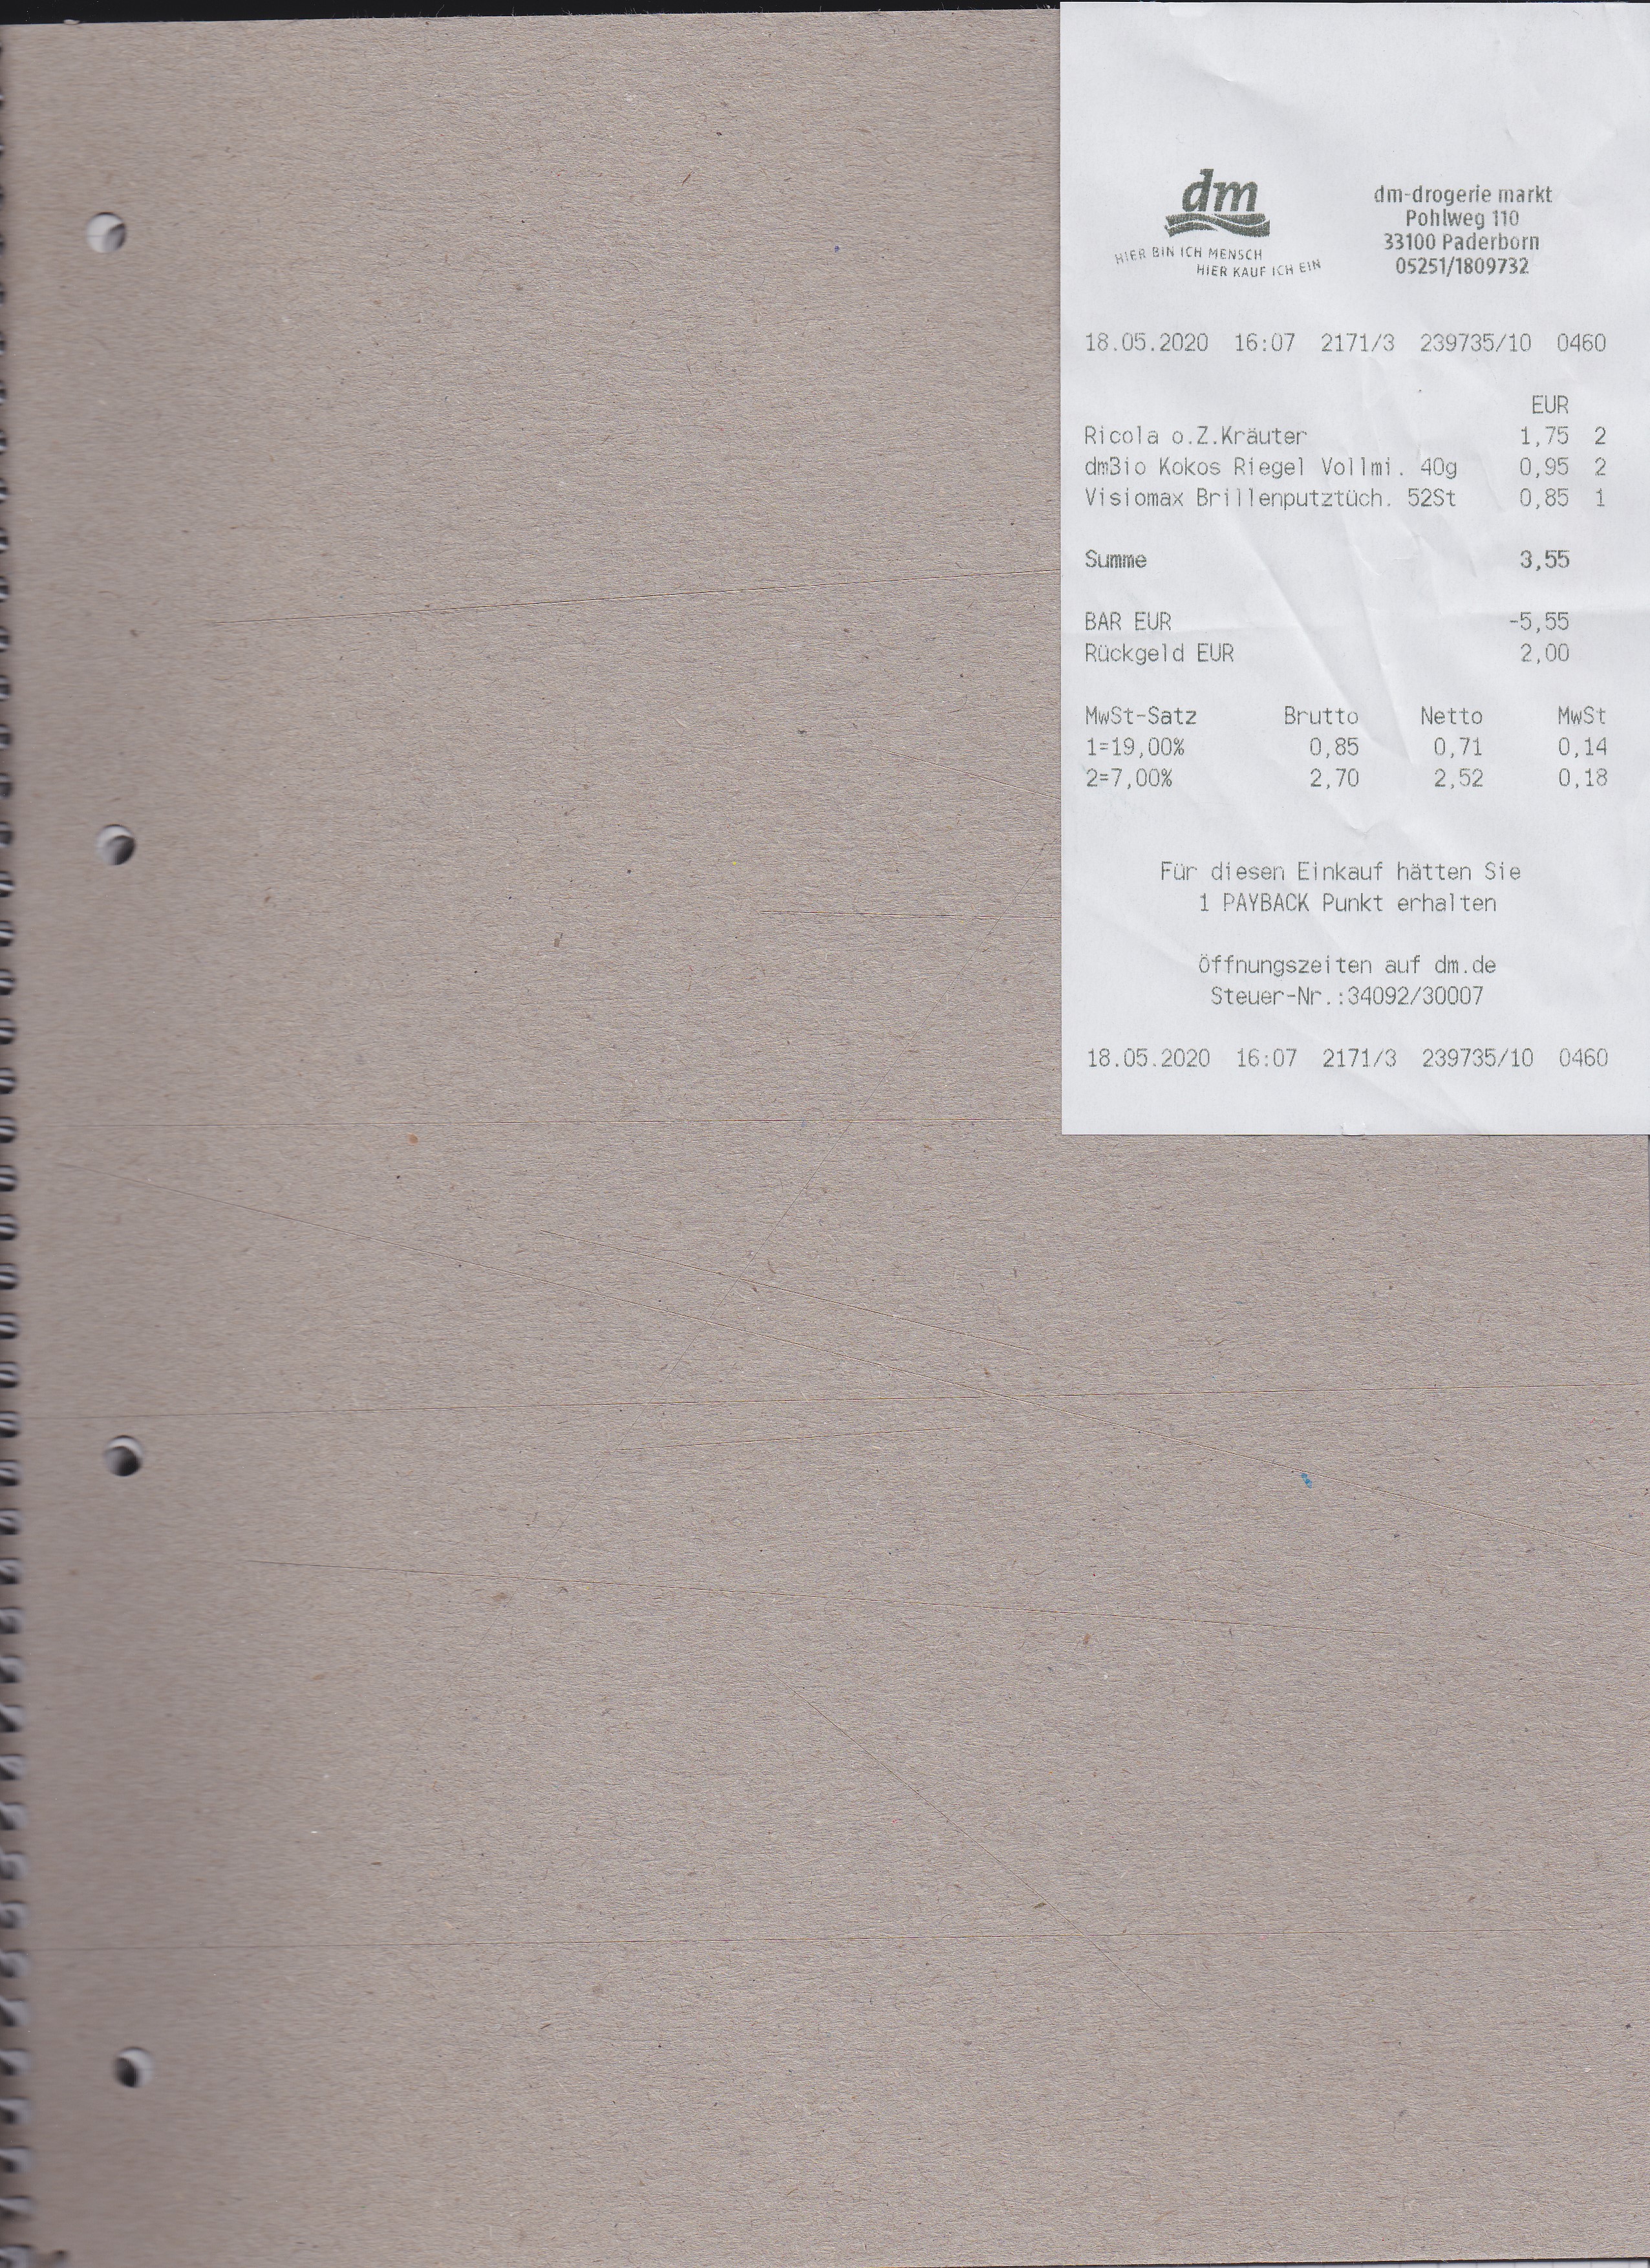 dm
HIER BIN ICH MENSCH
HIER KAUF ICH EIN
dm-drogerie markt
Pohlweg 110
33100 Paderborn
05251/1809732
18.05.2020 16:07 2171/3 239735/10 0460
EUR
Ricola o.Z.Kräuter 1,75 2
dmBio Kokos Riegel Vollmi. 40g 0,95 2
Visiomax Brillenputztüch. 52St 0,85 1
Summe 3,55
BAR EUR -5,55
Rückgeld EUR 2,00
MwSt-Satz Brutto Netto MwSt
1=19,00% 0,85 0,71 0,14
2=7,00% 2,70 2,52 0,18
Für diesen Einkauf hätten Sie
1 PAYBACK Punkt erhalten
Öffnungszeiten auf dm.de
Steuer-Nr.:34092/30007
18.05.2020 16:07 2171/3 239735/10 0460